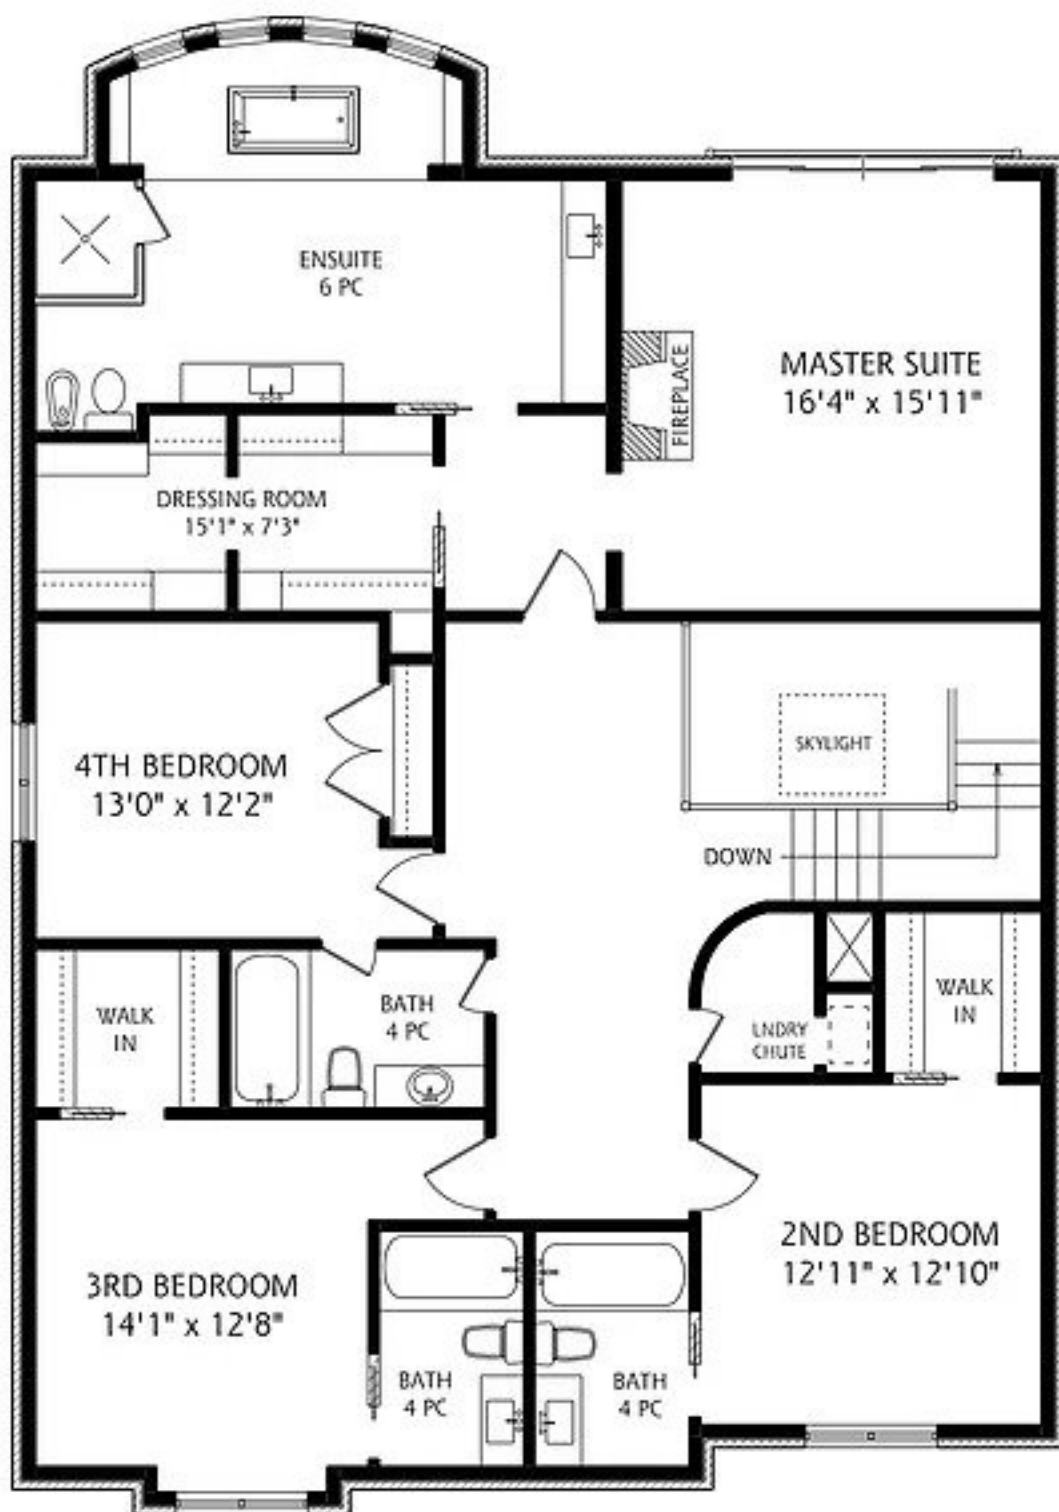 ENSUITE
6 PC
MASTER SUITE
16'4" x 15'11"
FIREPLACE
DRESSING ROOM
15'1" x 7'3"
4TH BEDROOM
13'0" x 12'2"
SKYLIGHT
DOWN
WALK
IN
BATH
4 PC
LNDRY
CHUTE
WALK
IN
3RD BEDROOM
14'1" x 12'8"
2ND BEDROOM
12'11" x 12'10"
BATH
4 PC
BATH
4 PC